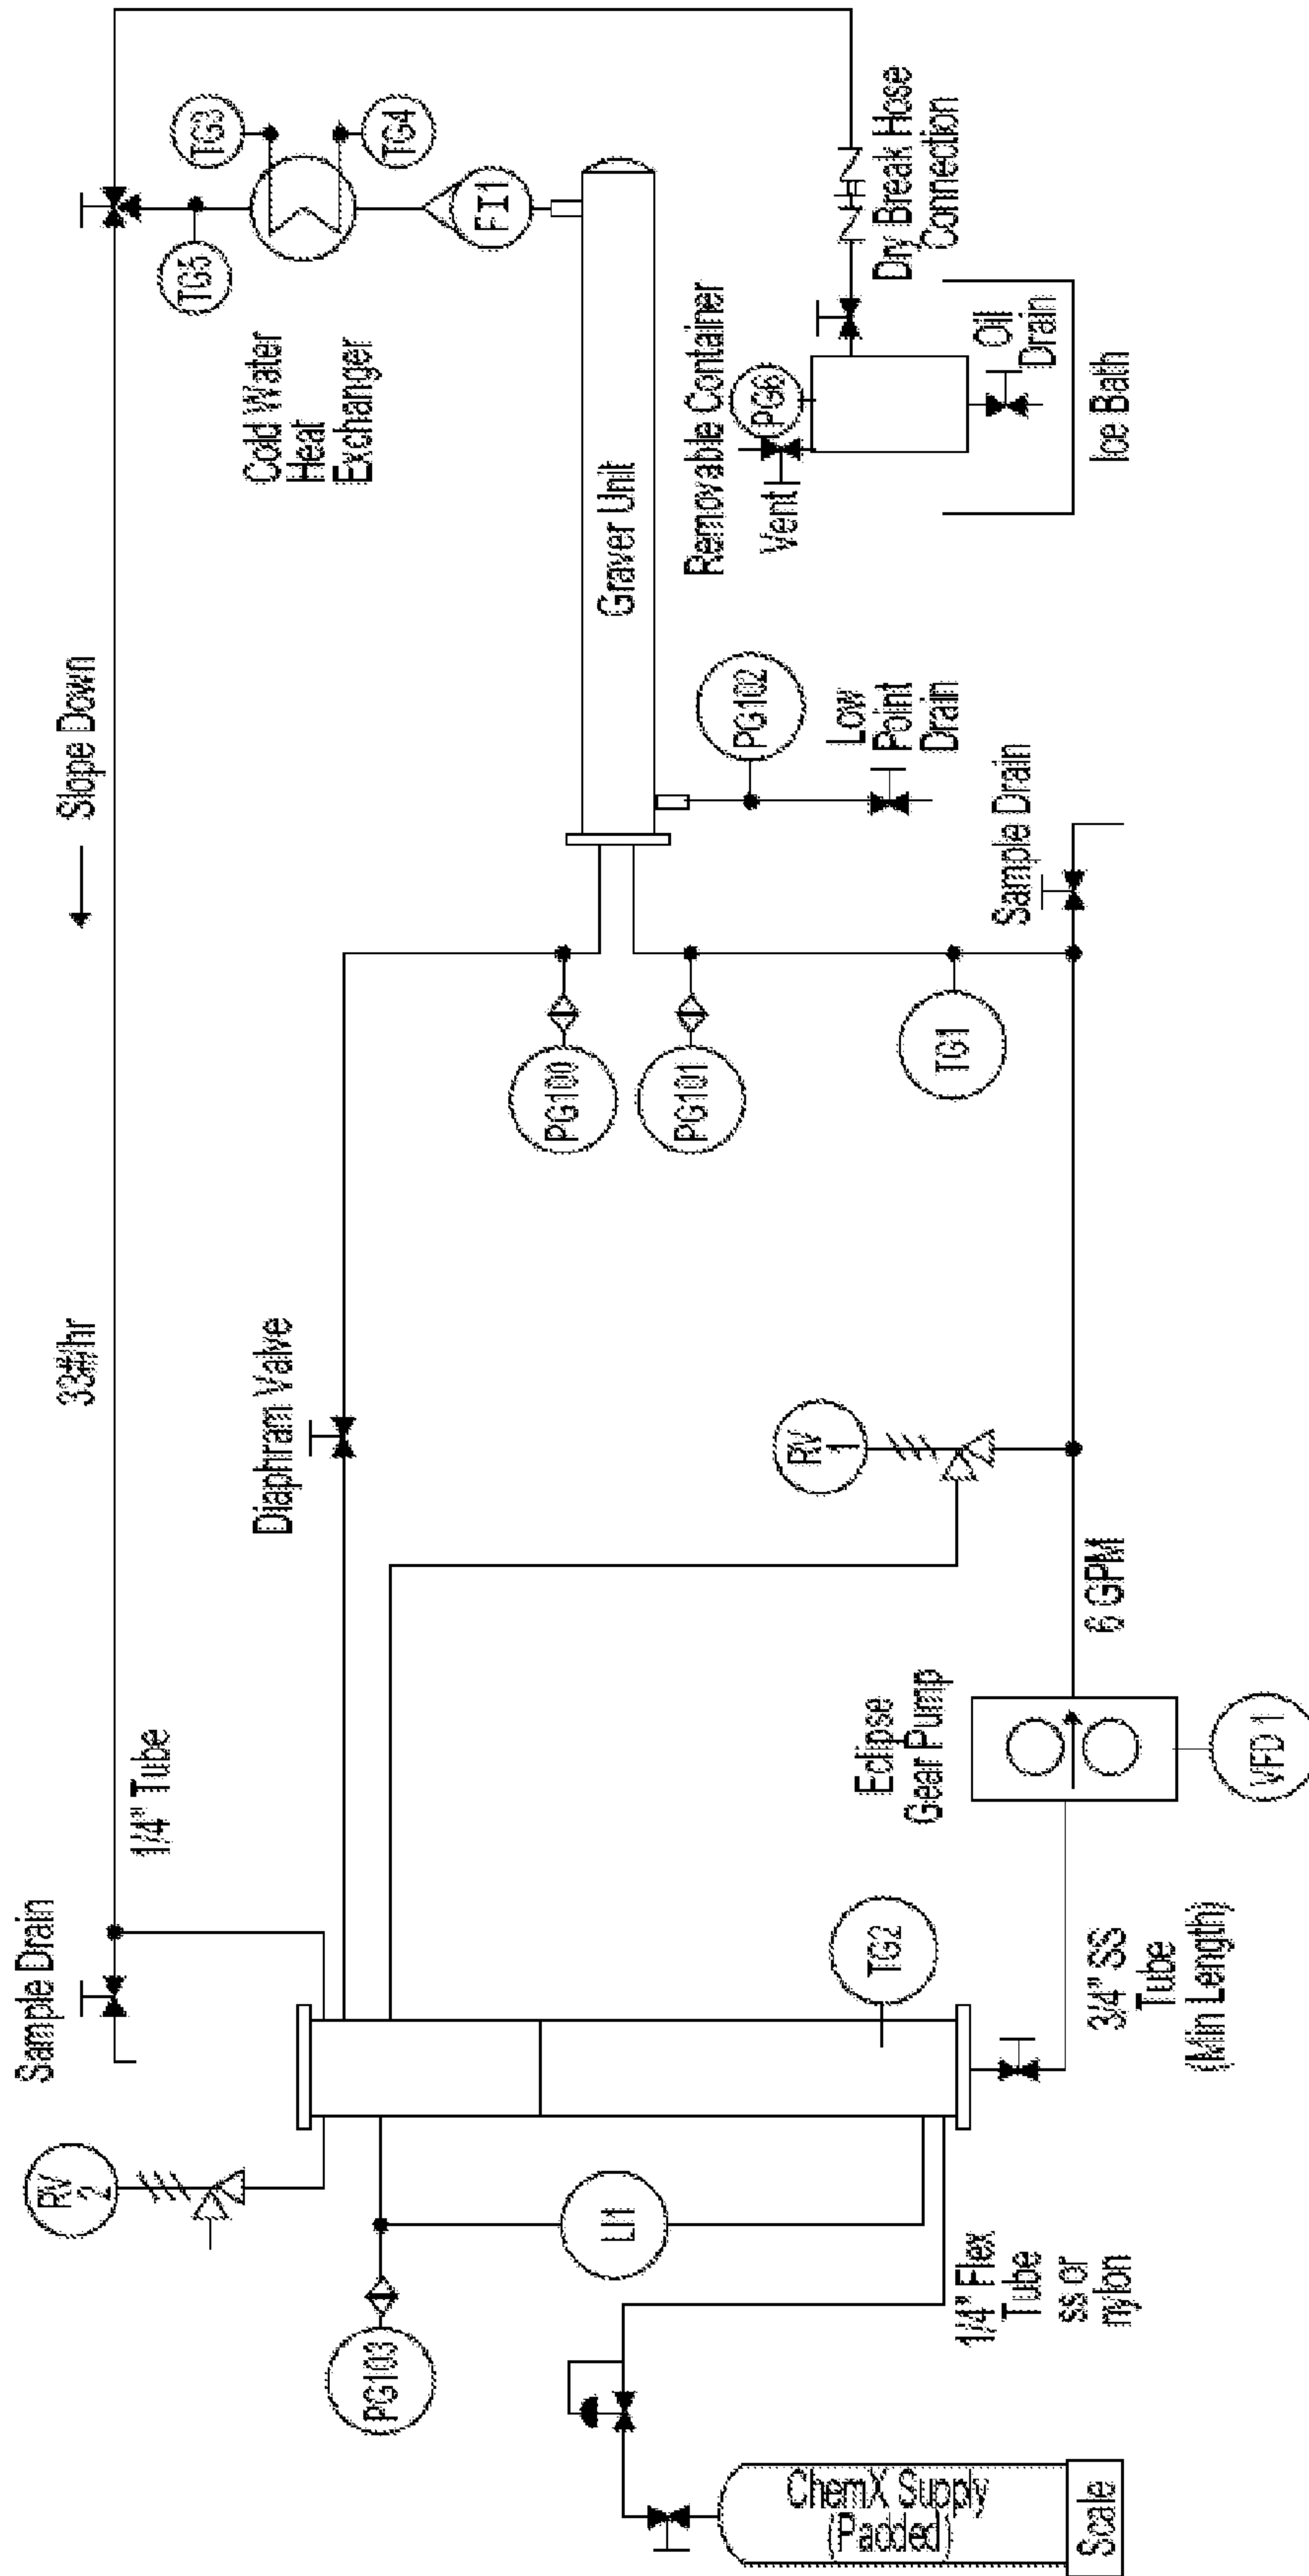 Sample Drain
1/4" Tube
33#/hr
Slope Down
RV
2
TG3
TG4
TG5
FI1
Cold Water
Heat
Exchanger
Diaphram Valve
PG103
LI1
PG100
PG101
Graver Unit
PG102
Low
Point
Drain
Removable Container
PG6
Vent
Dry Break Hose
Connection
Oil
Drain
Ice Bath
RV
1
TG1
Sample Drain
ChemX Supply
(Padded)
Scale
1/4" Flex
Tube
ss or
nylon
TG2
3/4" SS
Tube
(Min Length)
Eclipse
Gear Pump
6 GPM
VFD 1